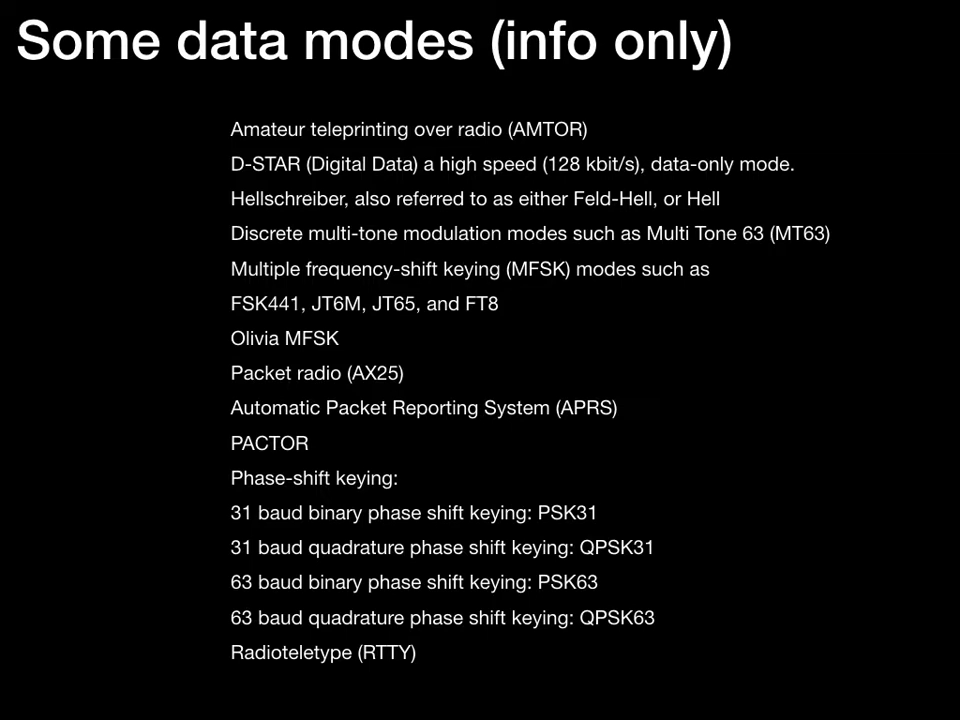 Some data modes (info only)
Amateur teleprinting over radio (AMTOR)
D-STAR (Digital Data) a high speed (128 kbit/s), data-only mode.
Hellschreiber, also referred to as either Feld-Hell, or Hell
Discrete multi-tone modulation modes such as Multi Tone 63 (MT63)
Multiple frequency-shift keying (MFSK) modes such as
FSK441, JT6M, JT65, and FT8
Olivia MFSK
Packet radio (AX25)
Automatic Packet Reporting System (APRS)
PACTOR
Phase-shift keying:
31 baud binary phase shift keying: PSK31
31 baud quadrature phase shift keying: QPSK31
63 baud binary phase shift keying: PSK63
63 baud quadrature phase shift keying: QPSK63
Radioteletype (RTTY)